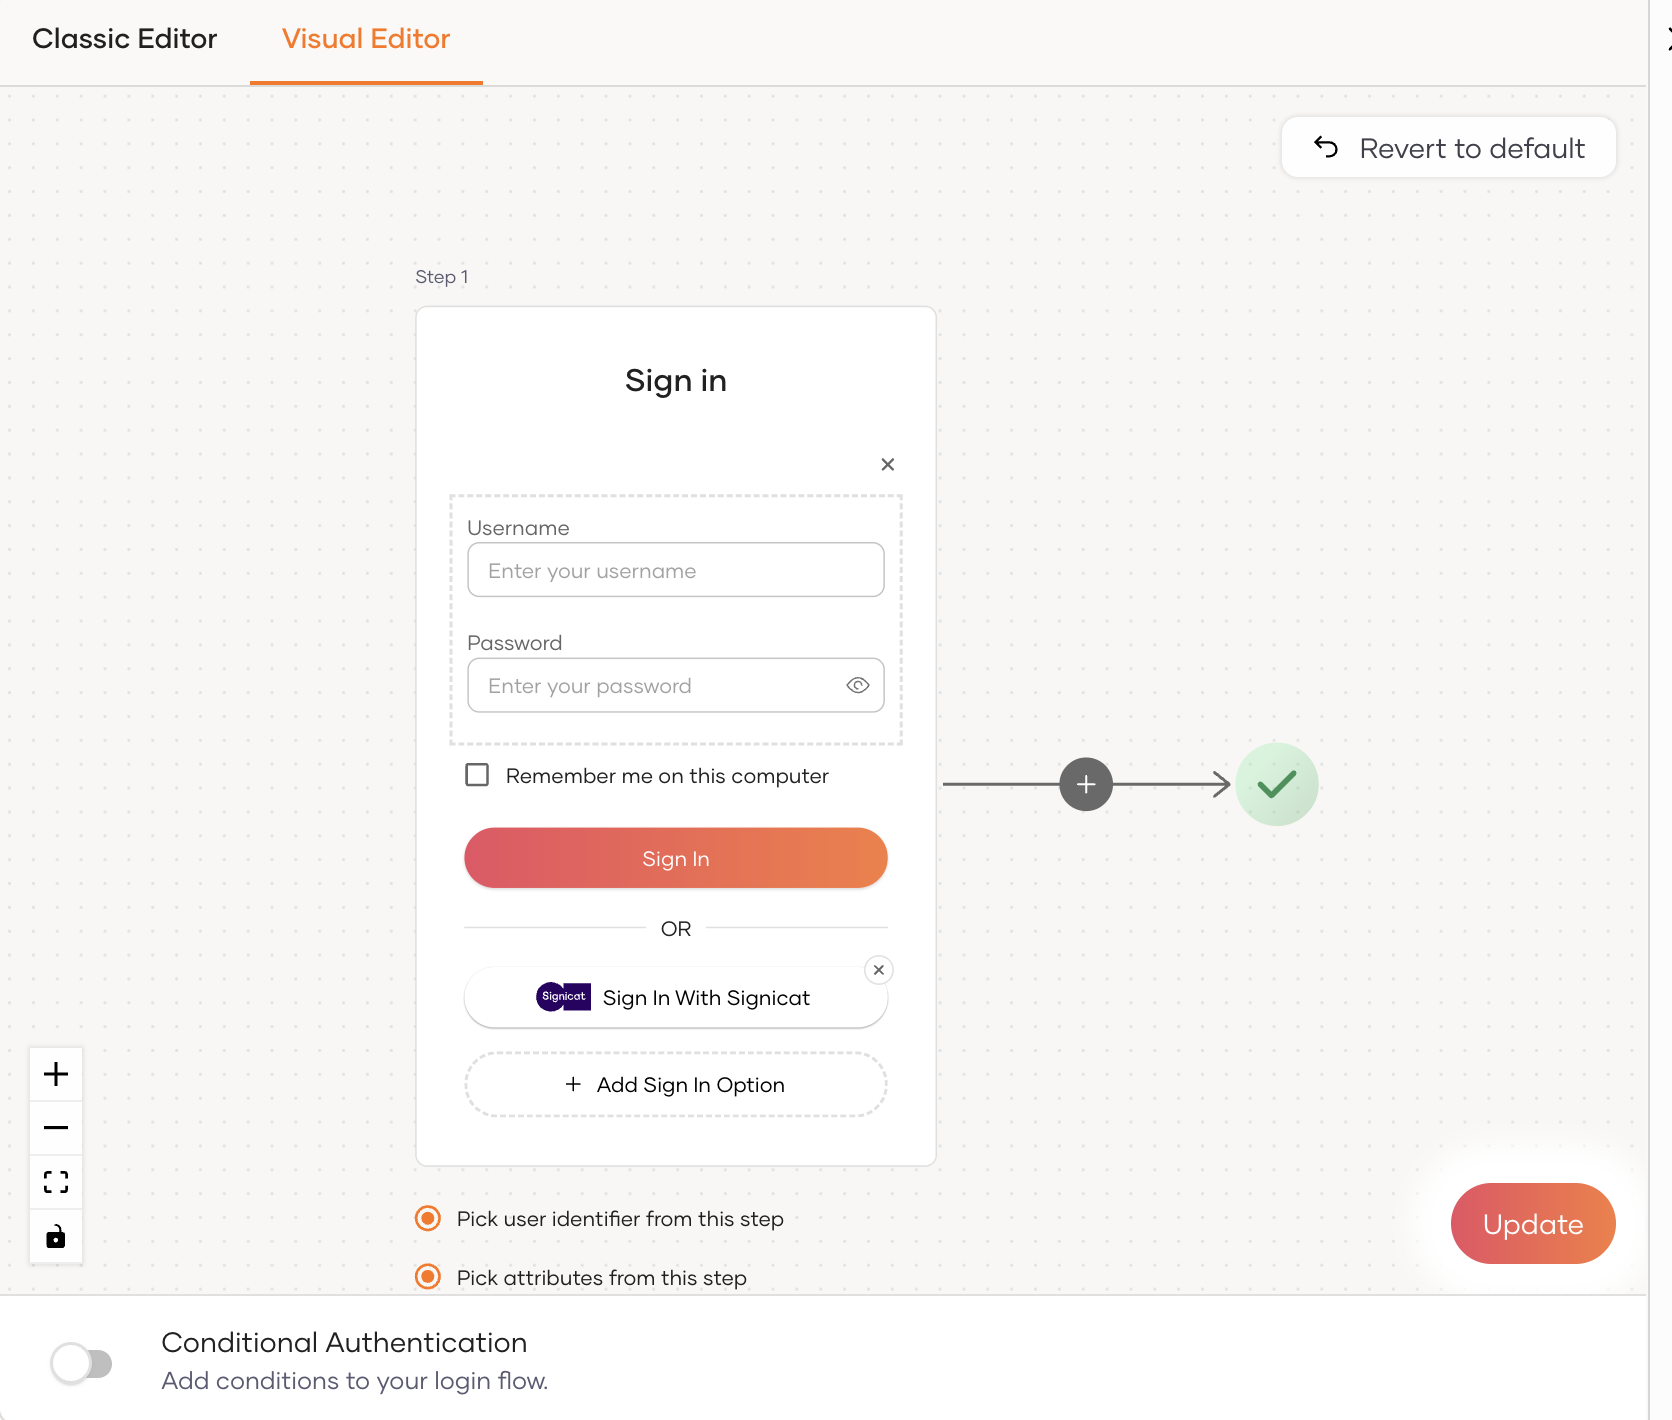 Classic Editor
Visual Editor
Revert to default
Step 1
Sign in
Username
Enter your username
Password
Enter your password
Remember me on this computer
Sign In
OR
Signicat
Sign In With Signicat
Add Sign In Option
Pick user identifier from this step
Update
Pick attributes from this step
Conditional Authentication
Add conditions to your login flow.